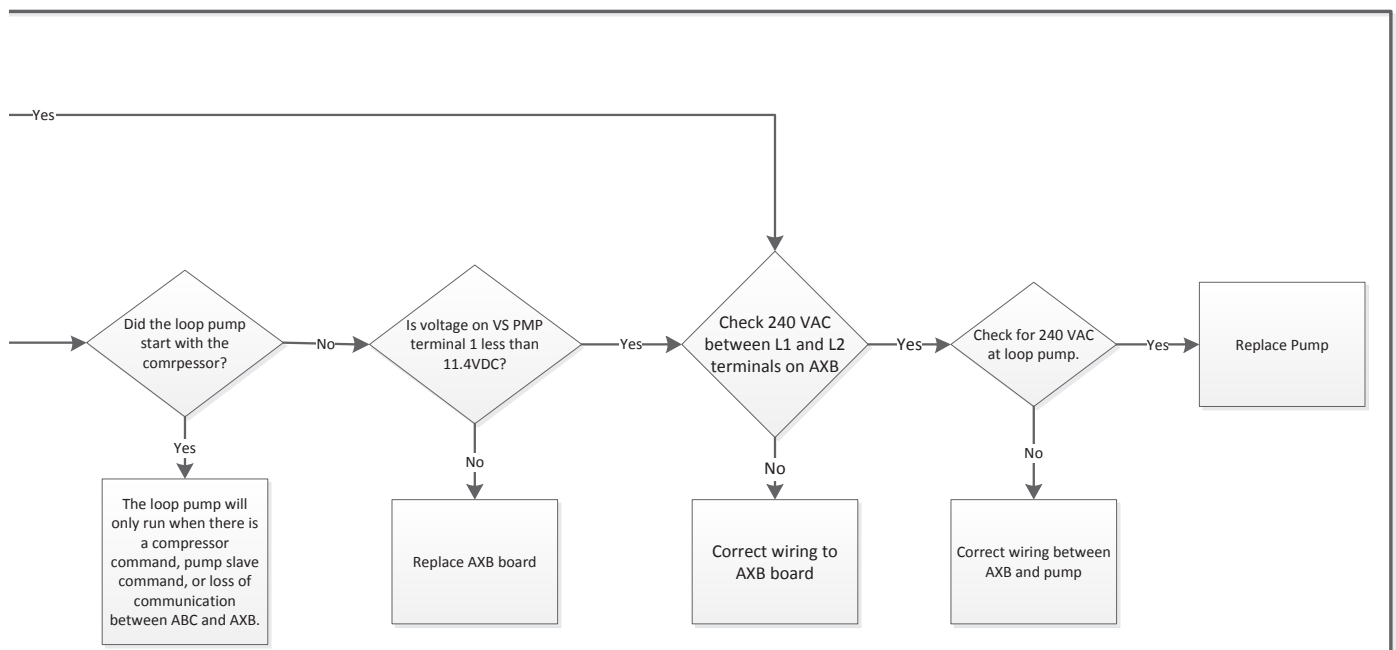 Yes
Did the loop pump
start with the
comrpessor?
No
Is voltage on VS PMP
terminal 1 less than
11.4VDC?
Yes
Check 240 VAC
between L1 and L2
terminals on AXB
Yes
Check for 240 VAC
at loop pump.
Yes
Replace Pump
Yes
No
No
No
The loop pump will
only run when there is
a compressor
command, pump slave
command, or loss of
communication
between ABC and AXB.
Replace AXB board
Correct wiring to
AXB board
Correct wiring between
AXB and pump